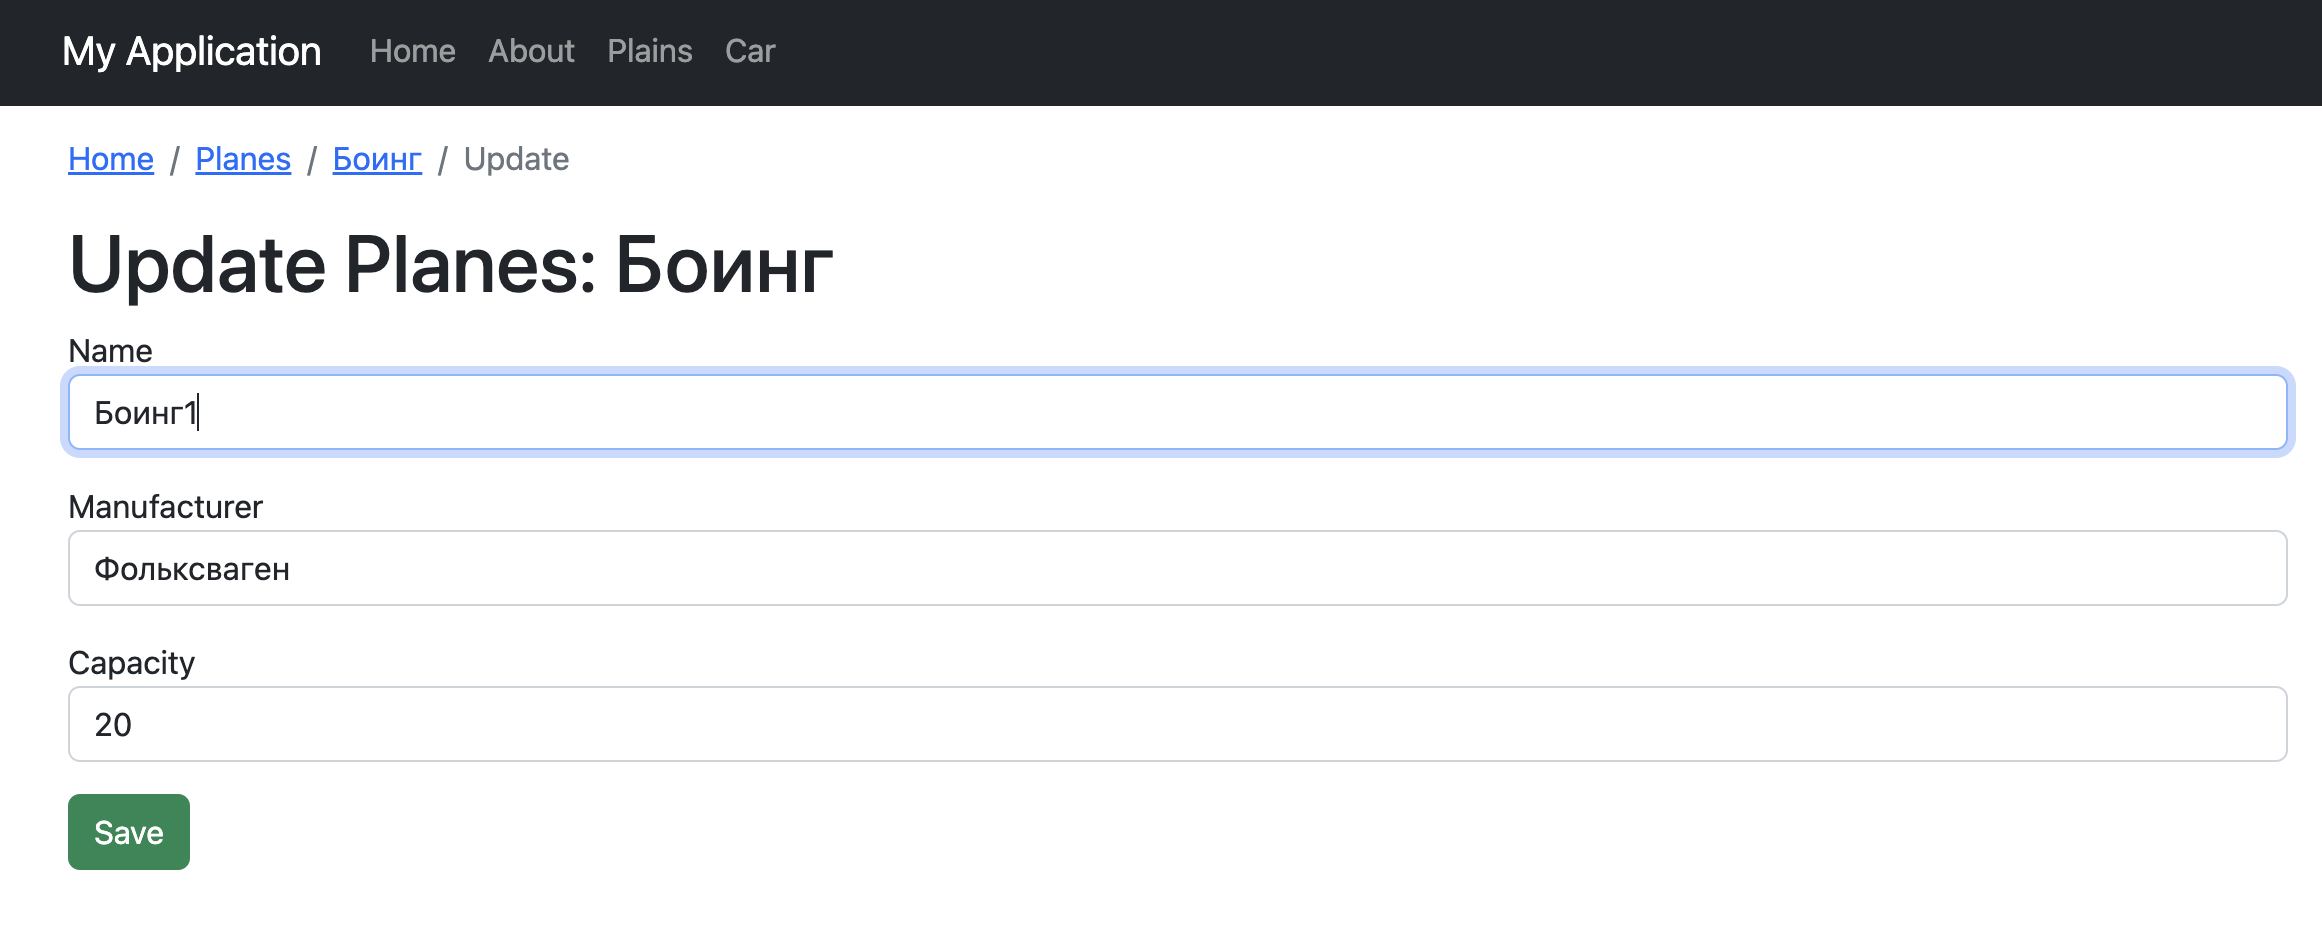 My Application Home About Plains Car
Home / Planes / Боинг / Update
Update Planes: Боинг
Name
Боинг1
Manufacturer
Фольксваген
Capacity
20
Save